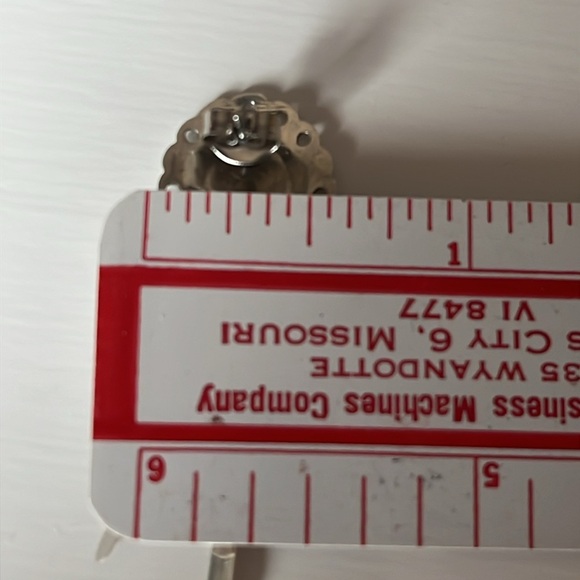 1
VI 8477
S CITY 6, MISSOURI
35 WYANDOTTE
siness Machines Company
6 5